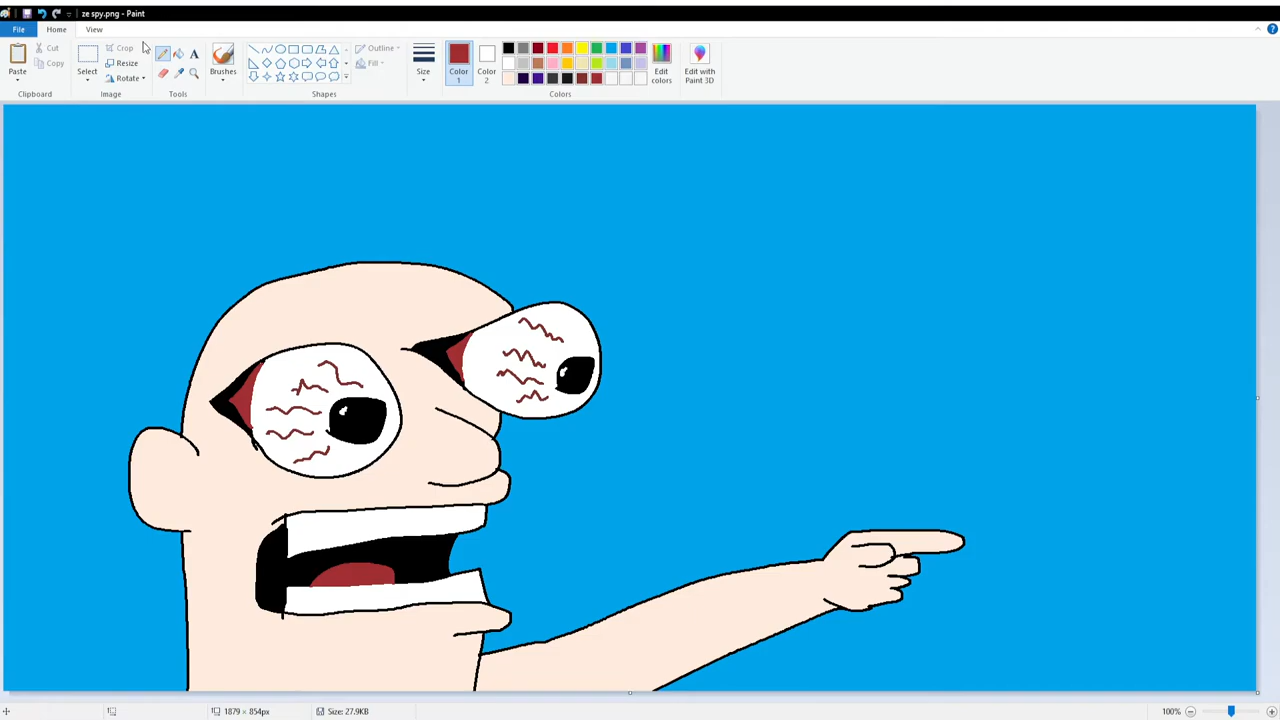 ze spy.png - Paint
File Home View
Paste Cut Copy Clipboard
Select Crop Resize Rotate Image
A Tools
Brushes
Outline Fill Shapes
Size
Color 1 Color 2 Edit colors Colors
Edit with Paint 3D
1879 × 854px Size: 27.9KB 100%